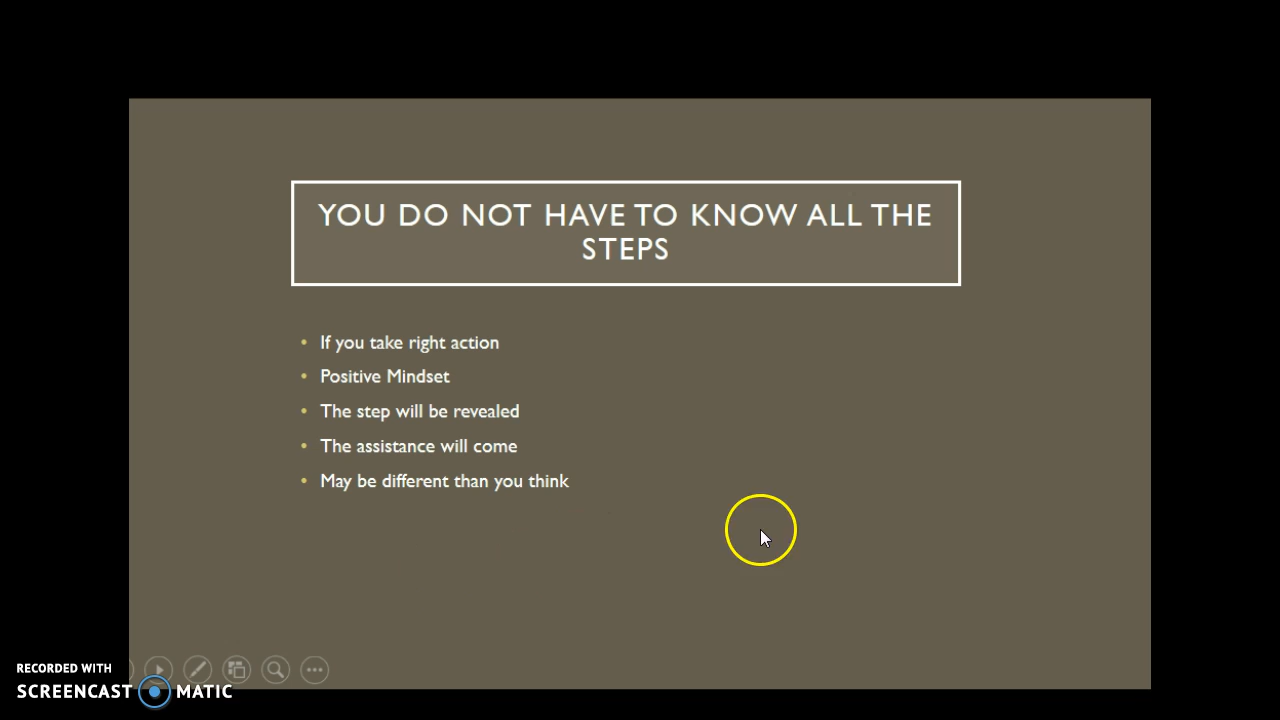 YOU DO NOT HAVE TO KNOW ALL THE
STEPS
• If you take right action
• Positive Mindset
• The step will be revealed
• The assistance will come
• May be different than you think
RECORDED WITH
SCREENCAST MATIC